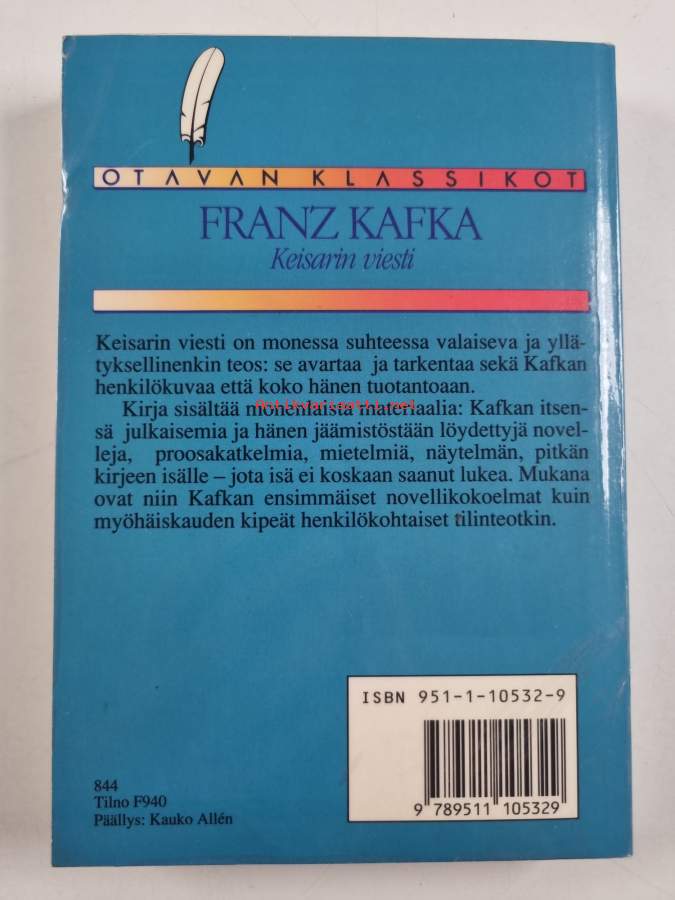 OTAVAN KLASSIKOT
FRANZ KAFKA
Keisarin viesti
Keisarin viesti on monessa suhteessa valaiseva ja yllä-
tyksellinenkin teos: se avartaa ja tarkentaa sekä Kafkan
henkilökuvaa että koko hänen tuotantoaan.
Antikvariaatti.net
Kirja sisältää monenlaista materiaalia: Kafkan itsen-
sä julkaisemia ja hänen jäämistöstään löydettyjä novel-
leja, proosakatkelmia, mietelmiä, näytelmän, pitkän
kirjeen isälle – jota isä ei koskaan saanut lukea. Mukana
ovat niin Kafkan ensimmäiset novellikokoelmat kuin
myöhäiskauden kipeät henkilökohtaiset tilinteotkin.
ISBN 951-1-10532-9
9 789511 105329
844
Tilno F940
Päällys: Kauko Allén